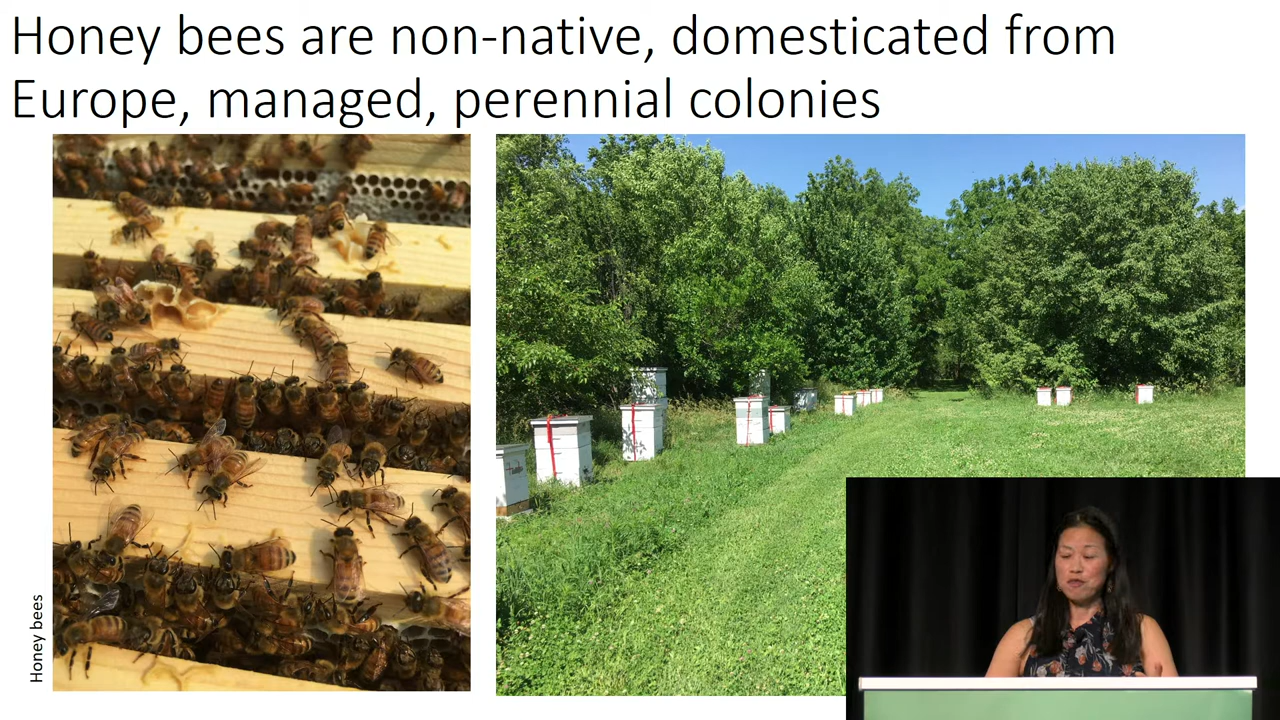 Honey bees are non-native, domesticated from
Europe, managed, perennial colonies
Honey bees